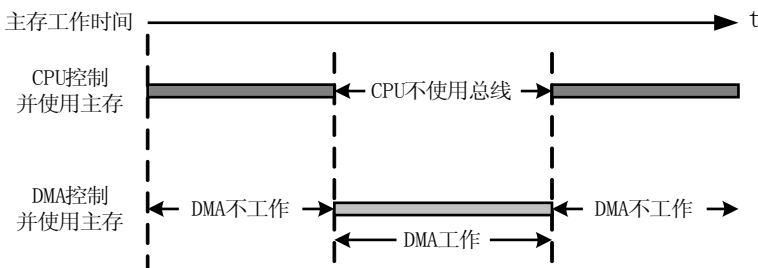 主存工作时间
t
CPU控制
并使用主存
CPU不使用总线
DMA控制
并使用主存
DMA不工作
DMA不工作
DMA工作